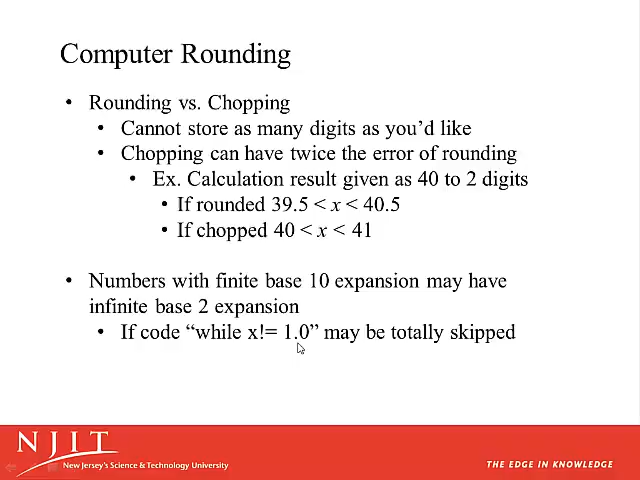 Computer Rounding
• Rounding vs. Chopping
• Cannot store as many digits as you’d like
• Chopping can have twice the error of rounding
• Ex. Calculation result given as 40 to 2 digits
• If rounded 39.5 < x < 40.5
• If chopped 40 < x < 41
• Numbers with finite base 10 expansion may have
infinite base 2 expansion
• If code “while x!= 1.0” may be totally skipped
NJIT
New Jersey's Science & Technology University
THE EDGE IN KNOWLEDGE